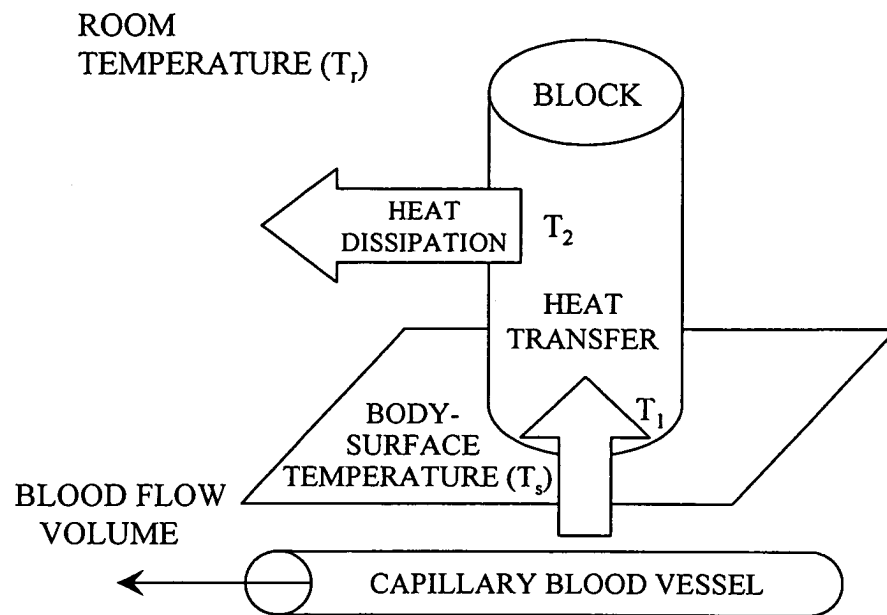 ROOM
TEMPERATURE (Tr)
BLOCK
HEAT
DISSIPATION
T2
HEAT
TRANSFER
T1
BODY-
SURFACE
TEMPERATURE (Ts)
BLOOD FLOW
VOLUME
CAPILLARY BLOOD VESSEL